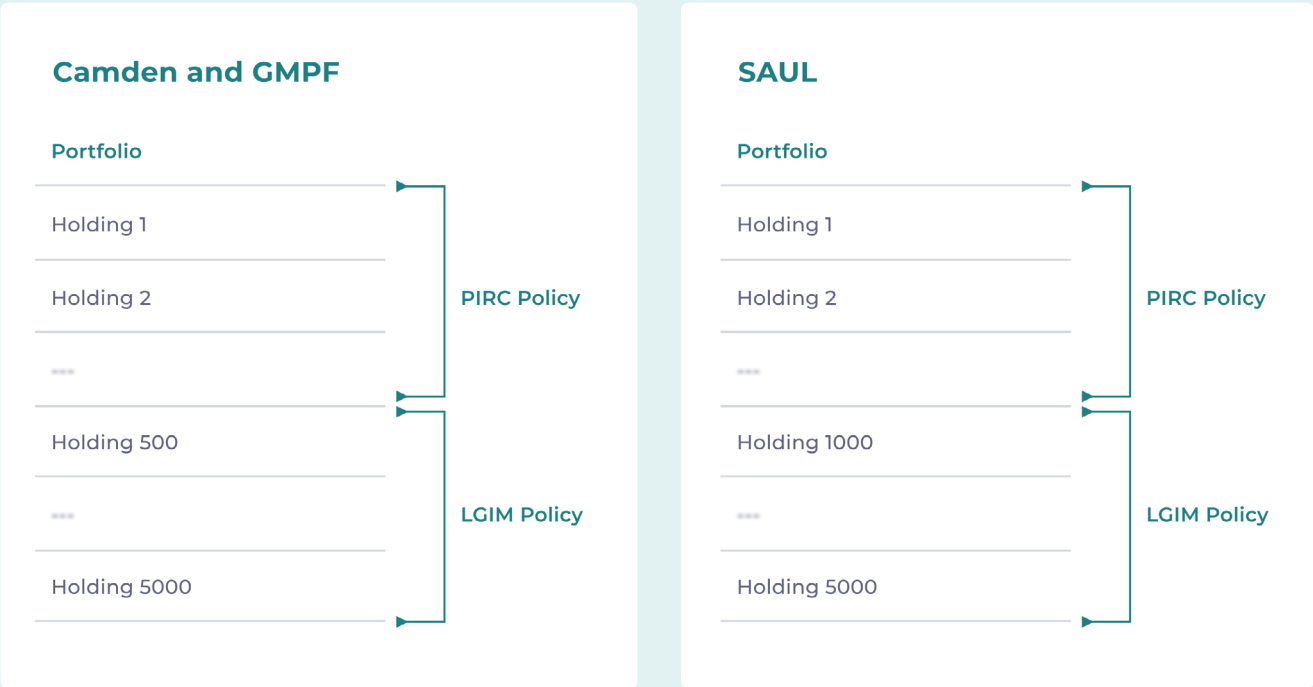 Camden and GMPF
Portfolio
Holding 1
Holding 2
PIRC Policy
---
Holding 500
---
LGIM Policy
Holding 5000
SAUL
Portfolio
Holding 1
Holding 2
PIRC Policy
---
Holding 1000
---
LGIM Policy
Holding 5000